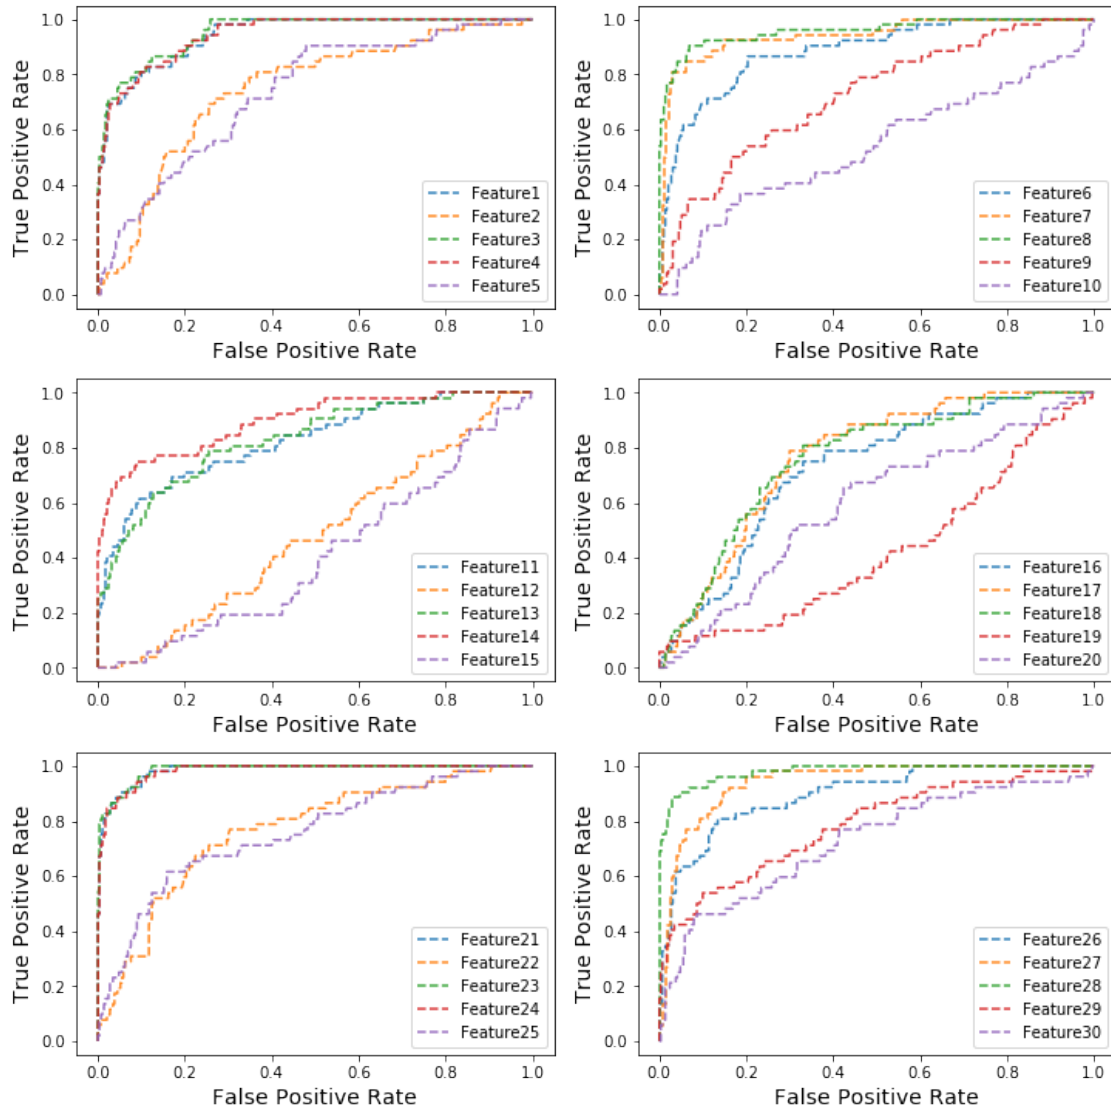 1.0
0.8
0.6
0.4
0.2
0.0
True Positive Rate
Feature1
Feature2
Feature3
Feature4
Feature5
0.0 0.2 0.4 0.6 0.8 1.0
False Positive Rate
1.0
0.8
0.6
0.4
0.2
0.0
True Positive Rate
Feature6
Feature7
Feature8
Feature9
Feature10
0.0 0.2 0.4 0.6 0.8 1.0
False Positive Rate
1.0
0.8
0.6
0.4
0.2
0.0
True Positive Rate
Feature11
Feature12
Feature13
Feature14
Feature15
0.0 0.2 0.4 0.6 0.8 1.0
False Positive Rate
1.0
0.8
0.6
0.4
0.2
0.0
True Positive Rate
Feature16
Feature17
Feature18
Feature19
Feature20
0.0 0.2 0.4 0.6 0.8 1.0
False Positive Rate
1.0
0.8
0.6
0.4
0.2
0.0
True Positive Rate
Feature21
Feature22
Feature23
Feature24
Feature25
0.0 0.2 0.4 0.6 0.8 1.0
False Positive Rate
1.0
0.8
0.6
0.4
0.2
0.0
True Positive Rate
Feature26
Feature27
Feature28
Feature29
Feature30
0.0 0.2 0.4 0.6 0.8 1.0
False Positive Rate